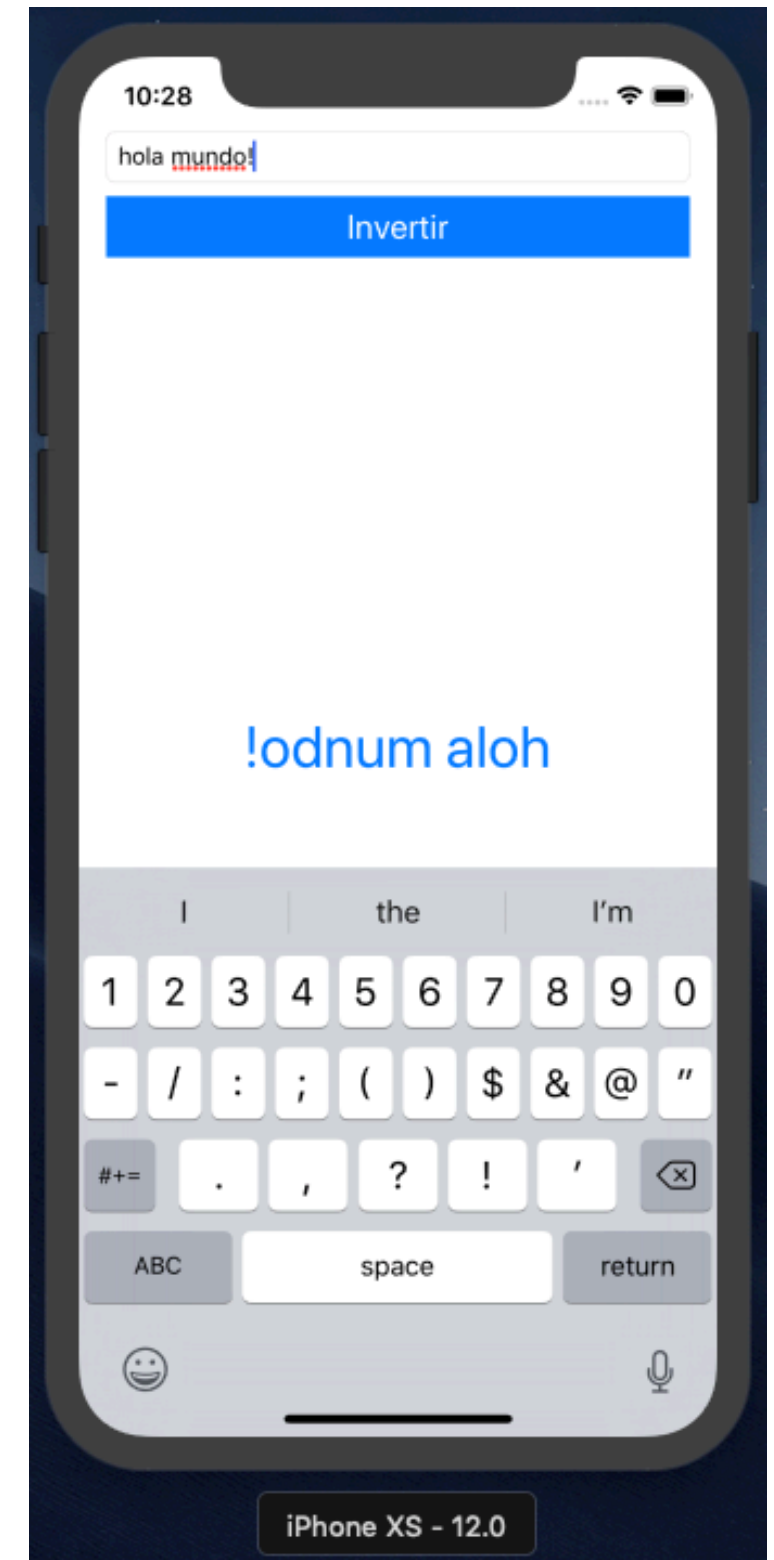 10:28
hola mundo!
Invertir
!odnum aloh
I the I’m
1 2 3 4 5 6 7 8 9 0
- / : ; ( ) $ & @ "
#+= . , ? ! '
ABC space return
iPhone XS - 12.0